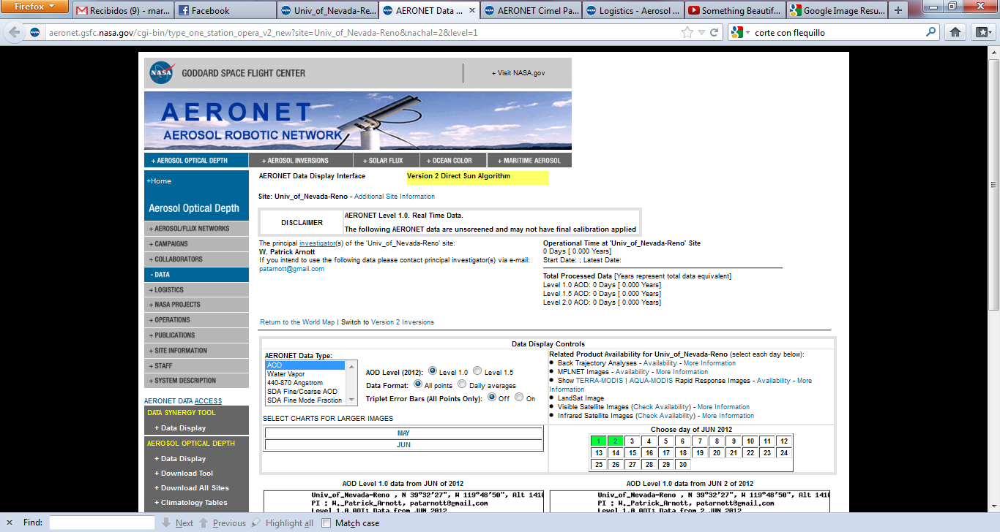 Firefox
Recibidos (9) - mar...
Facebook
Univ_of_Nevada-Re...
AERONET Data ...
AERONET Cimel Pa...
Logistics - Aerosol ...
Something Beautif...
Google Image Resu...
aeronet.gsfc.nasa.gov/cgi-bin/type_one_station_opera_v2_new?site=Univ_of_Nevada-Reno&nachal=2&level=1
corte con flequillo
NASA
GODDARD SPACE FLIGHT CENTER
+ Visit NASA.gov
AERONET
AEROSOL ROBOTIC NETWORK
+ AEROSOL OPTICAL DEPTH
+ AEROSOL INVERSIONS
+ SOLAR FLUX
+ OCEAN COLOR
+ MARITIME AEROSOL
+Home
Aerosol Optical Depth
+ AEROSOL/FLUX NETWORKS
+ CAMPAIGNS
+ COLLABORATORS
- DATA
+ LOGISTICS
+ NASA PROJECTS
+ OPERATIONS
+ PUBLICATIONS
+ SITE INFORMATION
+ STAFF
+ SYSTEM DESCRIPTION
AERONET DATA ACCESS
DATA SYNERGY TOOL
+ Data Display
AEROSOL OPTICAL DEPTH
+ Data Display
+ Download Tool
+ Download All Sites
+ Climatology Tables
AERONET Data Display Interface
Version 2 Direct Sun Algorithm
Site: Univ_of_Nevada-Reno - Additional Site Information
DISCLAIMER
AERONET Level 1.0. Real Time Data.
The following AERONET data are unscreened and may not have final calibration applied
The principal investigator(s) of the 'Univ_of_Nevada-Reno' site:
W. Patrick Arnott
If you intend to use the following data please contact principal investigator(s) via e-mail:
patarnott@gmail.com
Operational Time at 'Univ_of_Nevada-Reno' Site
0 Days [ 0.000 Years]
Start Date: ; Latest Date:
Total Processed Data [Years represent total data equivalent]
Level 1.0 AOD: 0 Days [ 0.000 Years]
Level 1.5 AOD: 0 Days [ 0.000 Years]
Level 2.0 AOD: 0 Days [ 0.000 Years]
Return to the World Map | Switch to Version 2 Inversions
Data Display Controls
AERONET Data Type:
AOD
Water Vapor
440-870 Angstrom
SDA Fine/Coarse AOD
SDA Fine Mode Fraction
AOD Level (2012): Level 1.0 Level 1.5
Data Format: All points Daily averages
Triplet Error Bars (All Points Only): Off On
SELECT CHARTS FOR LARGER IMAGES
MAY
JUN
Related Product Availability for Univ_of_Nevada-Reno (select each day below):
Back Trajectory Analyses - Availability - More Information
MPLNET Images - Availability - More Information
Show TERRA-MODIS | AQUA-MODIS Rapid Response Images - Availability - More
Information
LandSat Image
Visible Satellite Images (Check Availability) - More Information
Infrared Satellite Images (Check Availability) - More Information
Choose day of JUN 2012
1 2 3 4 5 6 7 8 9 10 11 12
13 14 15 16 17 18 19 20 21 22 23 24
25 26 27 28 29 30
AOD Level 1.0 data from JUN of 2012
Univ_of_Nevada-Reno , N 39°32'27", W 119°48'50", Alt 1410
PI : W._Patrick_Arnott, patarnott@gmail.com
Level 1.0 AOT; Data from JUN 2012
AOD Level 1.0 data from JUN 2 of 2012
Univ_of_Nevada-Reno , N 39°32'27", W 119°48'50", Alt 1410
PI : W._Patrick_Arnott, patarnott@gmail.com
Level 1.0 AOT; Data from 2 JUN 2012
Find:
Next
Previous
Highlight all
Match case